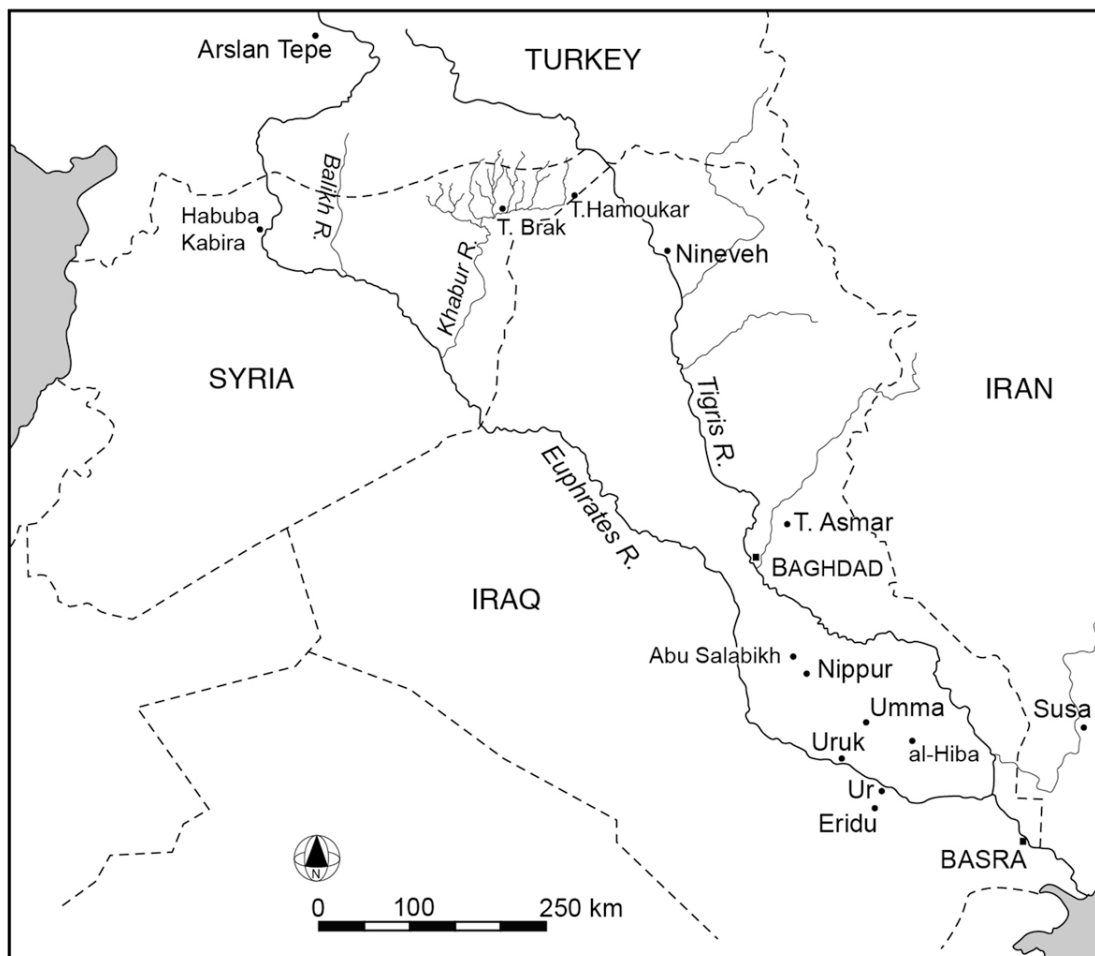 Arslan Tepe
TURKEY
Balikh R.
Habuba
Kabira
T. Brak
T.Hamoukar
Khabur R.
Nineveh
SYRIA
Tigris R.
IRAN
Euphrates R.
T. Asmar
BAGHDAD
IRAQ
Abu Salabikh
Nippur
Umma
Susa
Uruk
al-Hiba
Ur
Eridu
BASRA
N
0 100 250 km